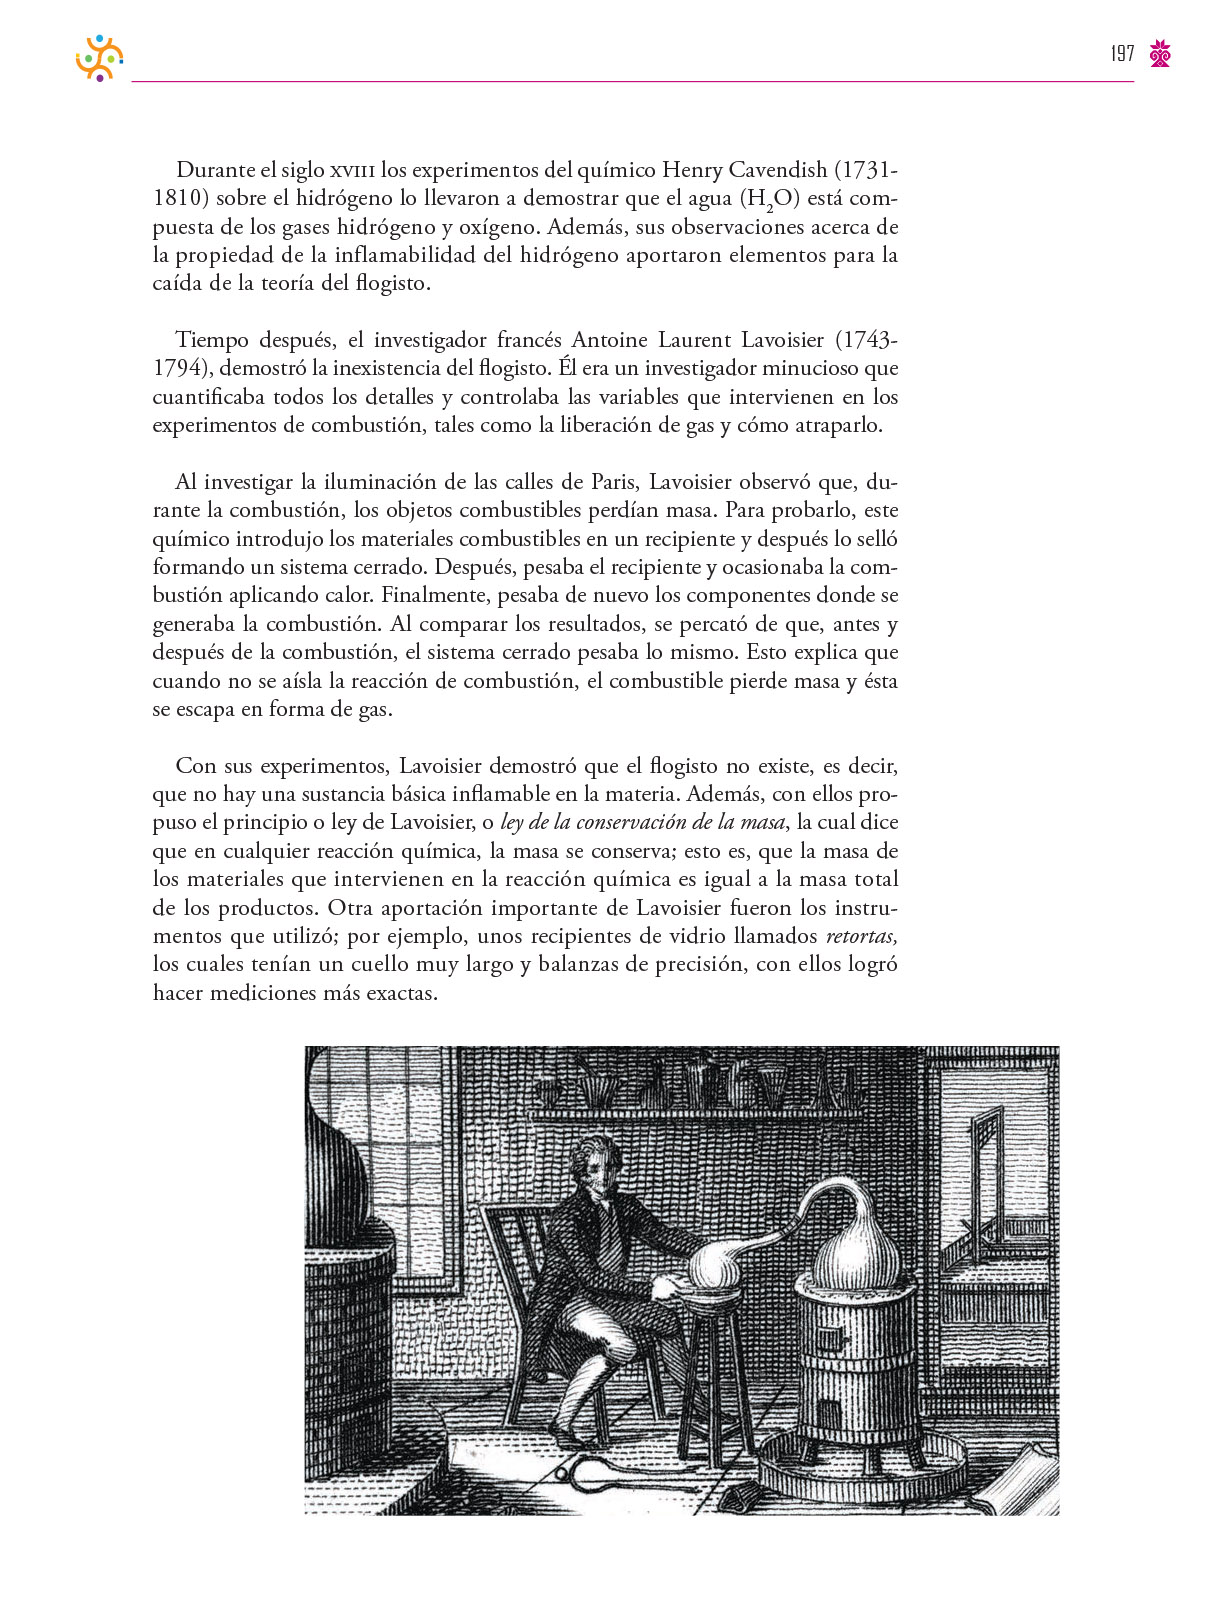 197
Durante el siglo XVIII los experimentos del químico Henry Cavendish (1731-
1810) sobre el hidrógeno lo llevaron a demostrar que el agua (H₂O) está com-
puesta de los gases hidrógeno y oxígeno. Además, sus observaciones acerca de
la propiedad de la inflamabilidad del hidrógeno aportaron elementos para la
caída de la teoría del flogisto.
Tiempo después, el investigador francés Antoine Laurent Lavoisier (1743-
1794), demostró la inexistencia del flogisto. Él era un investigador minucioso que
cuantificaba todos los detalles y controlaba las variables que intervienen en los
experimentos de combustión, tales como la liberación de gas y cómo atraparlo.
Al investigar la iluminación de las calles de Paris, Lavoisier observó que, du-
rante la combustión, los objetos combustibles perdían masa. Para probarlo, este
químico introdujo los materiales combustibles en un recipiente y después lo selló
formando un sistema cerrado. Después, pesaba el recipiente y ocasionaba la com-
bustión aplicando calor. Finalmente, pesaba de nuevo los componentes donde se
generaba la combustión. Al comparar los resultados, se percató de que, antes y
después de la combustión, el sistema cerrado pesaba lo mismo. Esto explica que
cuando no se aísla la reacción de combustión, el combustible pierde masa y ésta
se escapa en forma de gas.
Con sus experimentos, Lavoisier demostró que el flogisto no existe, es decir,
que no hay una sustancia básica inflamable en la materia. Además, con ellos pro-
puso el principio o ley de Lavoisier, o ley de la conservación de la masa, la cual dice
que en cualquier reacción química, la masa se conserva; esto es, que la masa de
los materiales que intervienen en la reacción química es igual a la masa total
de los productos. Otra aportación importante de Lavoisier fueron los instru-
mentos que utilizó; por ejemplo, unos recipientes de vidrio llamados retortas,
los cuales tenían un cuello muy largo y balanzas de precisión, con ellos logró
hacer mediciones más exactas.